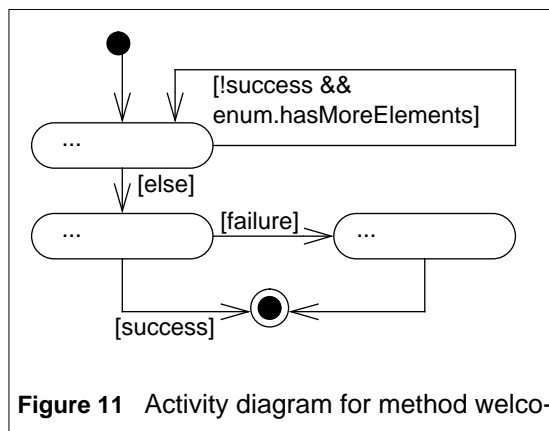 [!success &&
enum.hasMoreElements]
...
[else]
...
[failure]
...
[success]
Figure 11 Activity diagram for method welco-